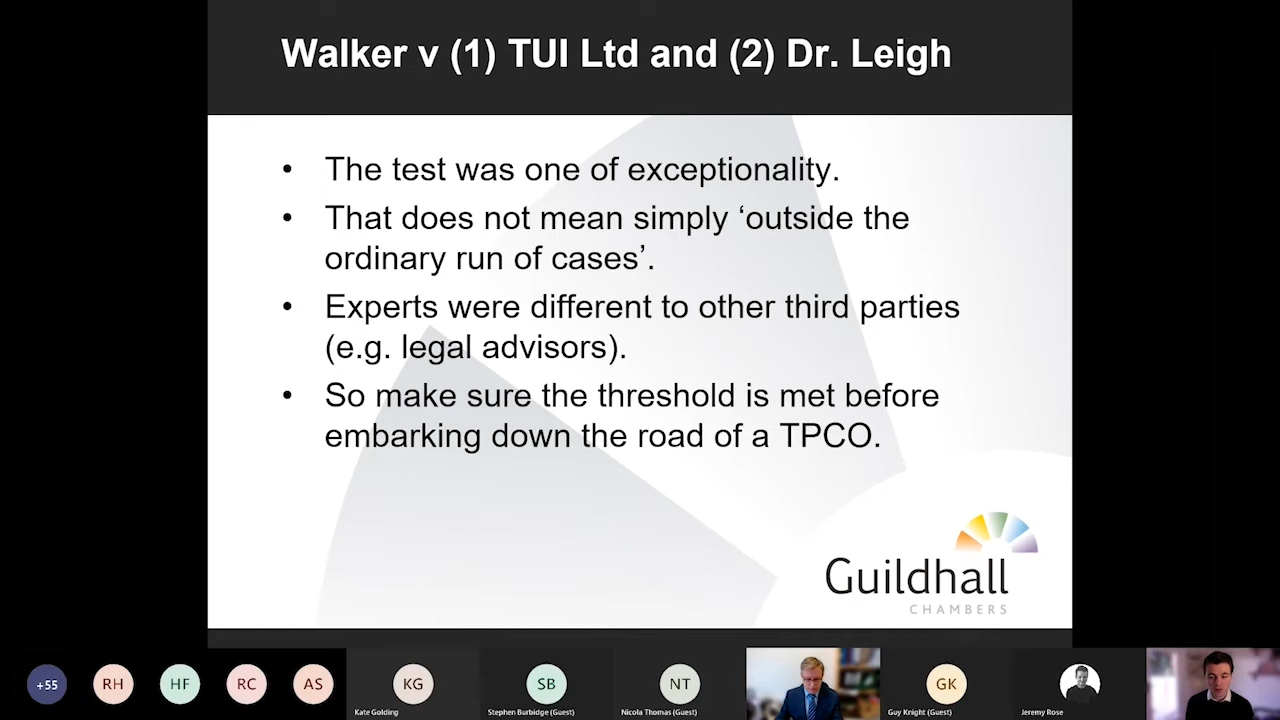 Walker v (1) TUI Ltd and (2) Dr. Leigh
• The test was one of exceptionality.
• That does not mean simply ‘outside the
ordinary run of cases’.
• Experts were different to other third parties
(e.g. legal advisors).
• So make sure the threshold is met before
embarking down the road of a TPCO.
Guildhall
CHAMBERS
+55
RH
HF
RC
AS
KG
SB
NT
GK
Kate Golding
Stephen Burbidge (Guest)
Nicola Thomas (Guest)
Guy Knight (Guest)
Jeremy Rose